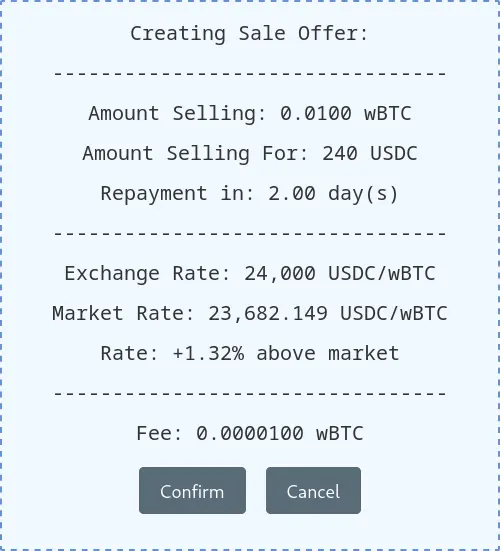 Creating Sale Offer:
---------------------------------
Amount Selling: 0.0100 wBTC
Amount Selling For: 240 USDC
Repayment in: 2.00 day(s)
---------------------------------
Exchange Rate: 24,000 USDC/wBTC
Market Rate: 23,682.149 USDC/wBTC
Rate: +1.32% above market
---------------------------------
Fee: 0.0000100 wBTC
Confirm Cancel